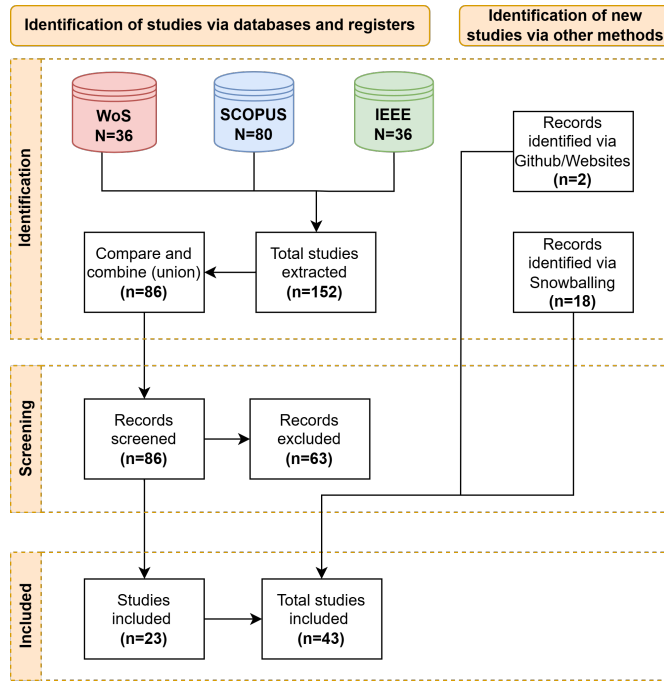 Identification of studies via databases and registers
Identification of new
studies via other methods
Identification
WoS
N=36
SCOPUS
N=80
IEEE
N=36
Records
identified via
Github/Websites
(n=2)
Compare and
combine (union)
(n=86)
Total studies
extracted
(n=152)
Records
identified via
Snowballing
(n=18)
Screening
Records
screened
(n=86)
Records
excluded
(n=63)
Included
Studies
included
(n=23)
Total studies
included
(n=43)